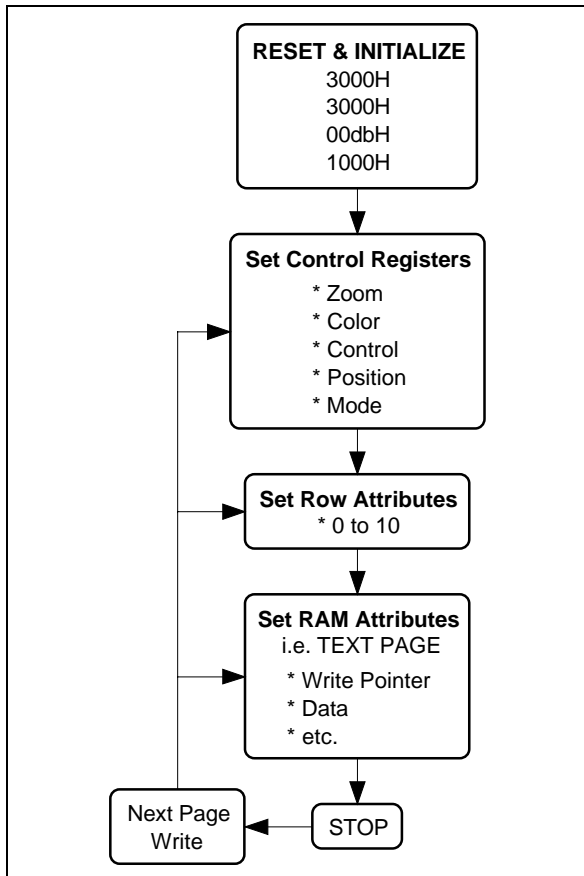 RESET & INITIALIZE
3000H
3000H
00dbH
1000H
Set Control Registers
* Zoom
* Color
* Control
* Position
* Mode
Set Row Attributes
* 0 to 10
Set RAM Attributes
i.e. TEXT PAGE
* Write Pointer
* Data
* etc.
Next Page
Write
STOP